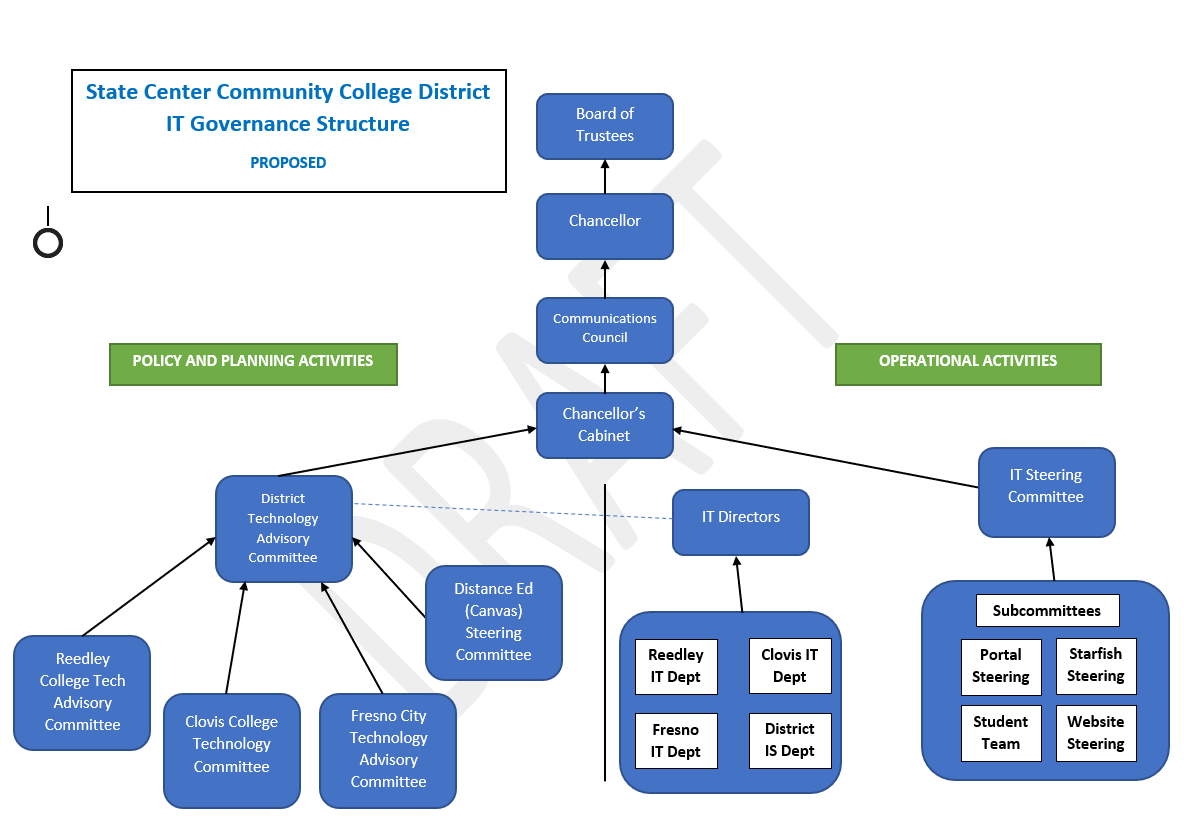 State Center Community College District
IT Governance Structure
PROPOSED
Board of
Trustees
Chancellor
Communications
Council
POLICY AND PLANNING ACTIVITIES
OPERATIONAL ACTIVITIES
Chancellor’s
Cabinet
District
Technology
Advisory
Committee
IT Directors
IT Steering
Committee
Distance Ed
(Canvas)
Steering
Committee
Reedley
College Tech
Advisory
Committee
Clovis College
Technology
Committee
Fresno City
Technology
Advisory
Committee
Reedley
IT Dept
Clovis IT
Dept
Fresno
IT Dept
District
IS Dept
Subcommittees
Portal
Steering
Starfish
Steering
Student
Team
Website
Steering
DRAFT